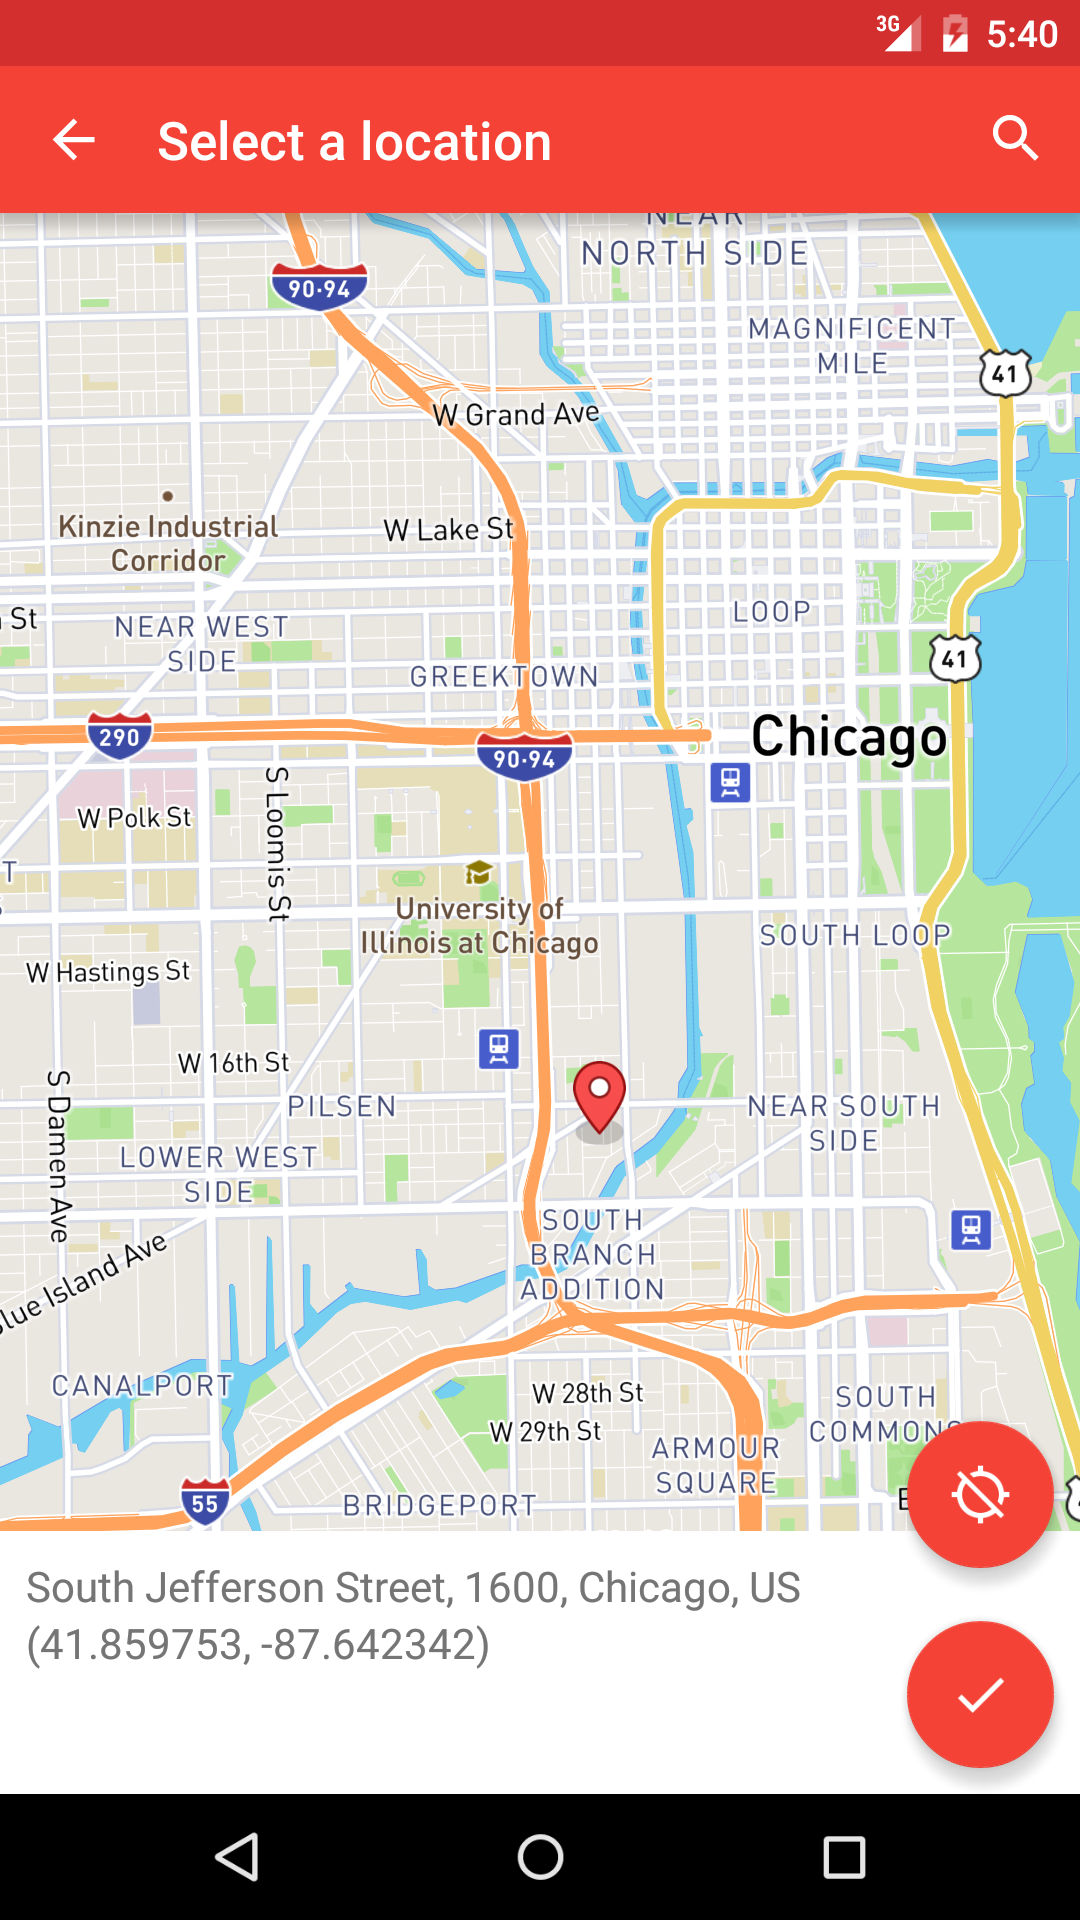 3G 5:40
Select a location
NEAR
NORTH SIDE
90-94
MAGNIFICENT
MILE
41
W Grand Ave
Kinzie Industrial
Corridor
W Lake St
St
NEAR WEST
SIDE
LOOP
GREEKTOWN
41
290
90-94
Chicago
S Loomis St
W Polk St
T
University of
Illinois at Chicago
SOUTH LOOP
W Hastings St
W 16th St
S Damen Ave
PILSEN
NEAR SOUTH
SIDE
LOWER WEST
SIDE
SOUTH
BRANCH
ADDITION
lue Island Ave
CANALPORT
W 28th St
W 29th St
SOUTH
COMMONS
ARMOUR
SQUARE
55
BRIDGEPORT
E
South Jefferson Street, 1600, Chicago, US
(41.859753, -87.642342)